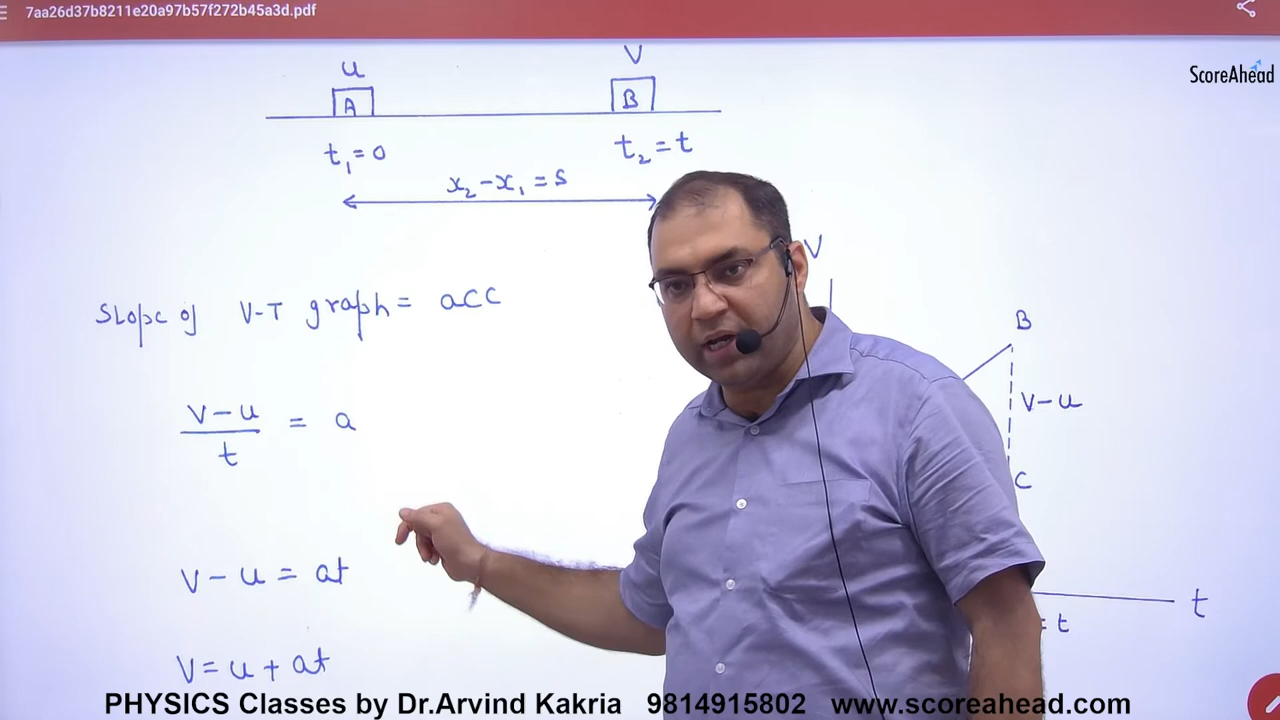 7aa26d37b8211e20a97b57f272b45a3d.pdf
ScoreAhead
u
V
A
B
t₁=0
t₂=t
x₂-x₁=s
V
Slope of V-T graph= acc
B
V-u
V-u
t
= a
C
V-u = at
t
= t
V= u + at
PHYSICS Classes by Dr.Arvind Kakria 9814915802 www.scoreahead.com